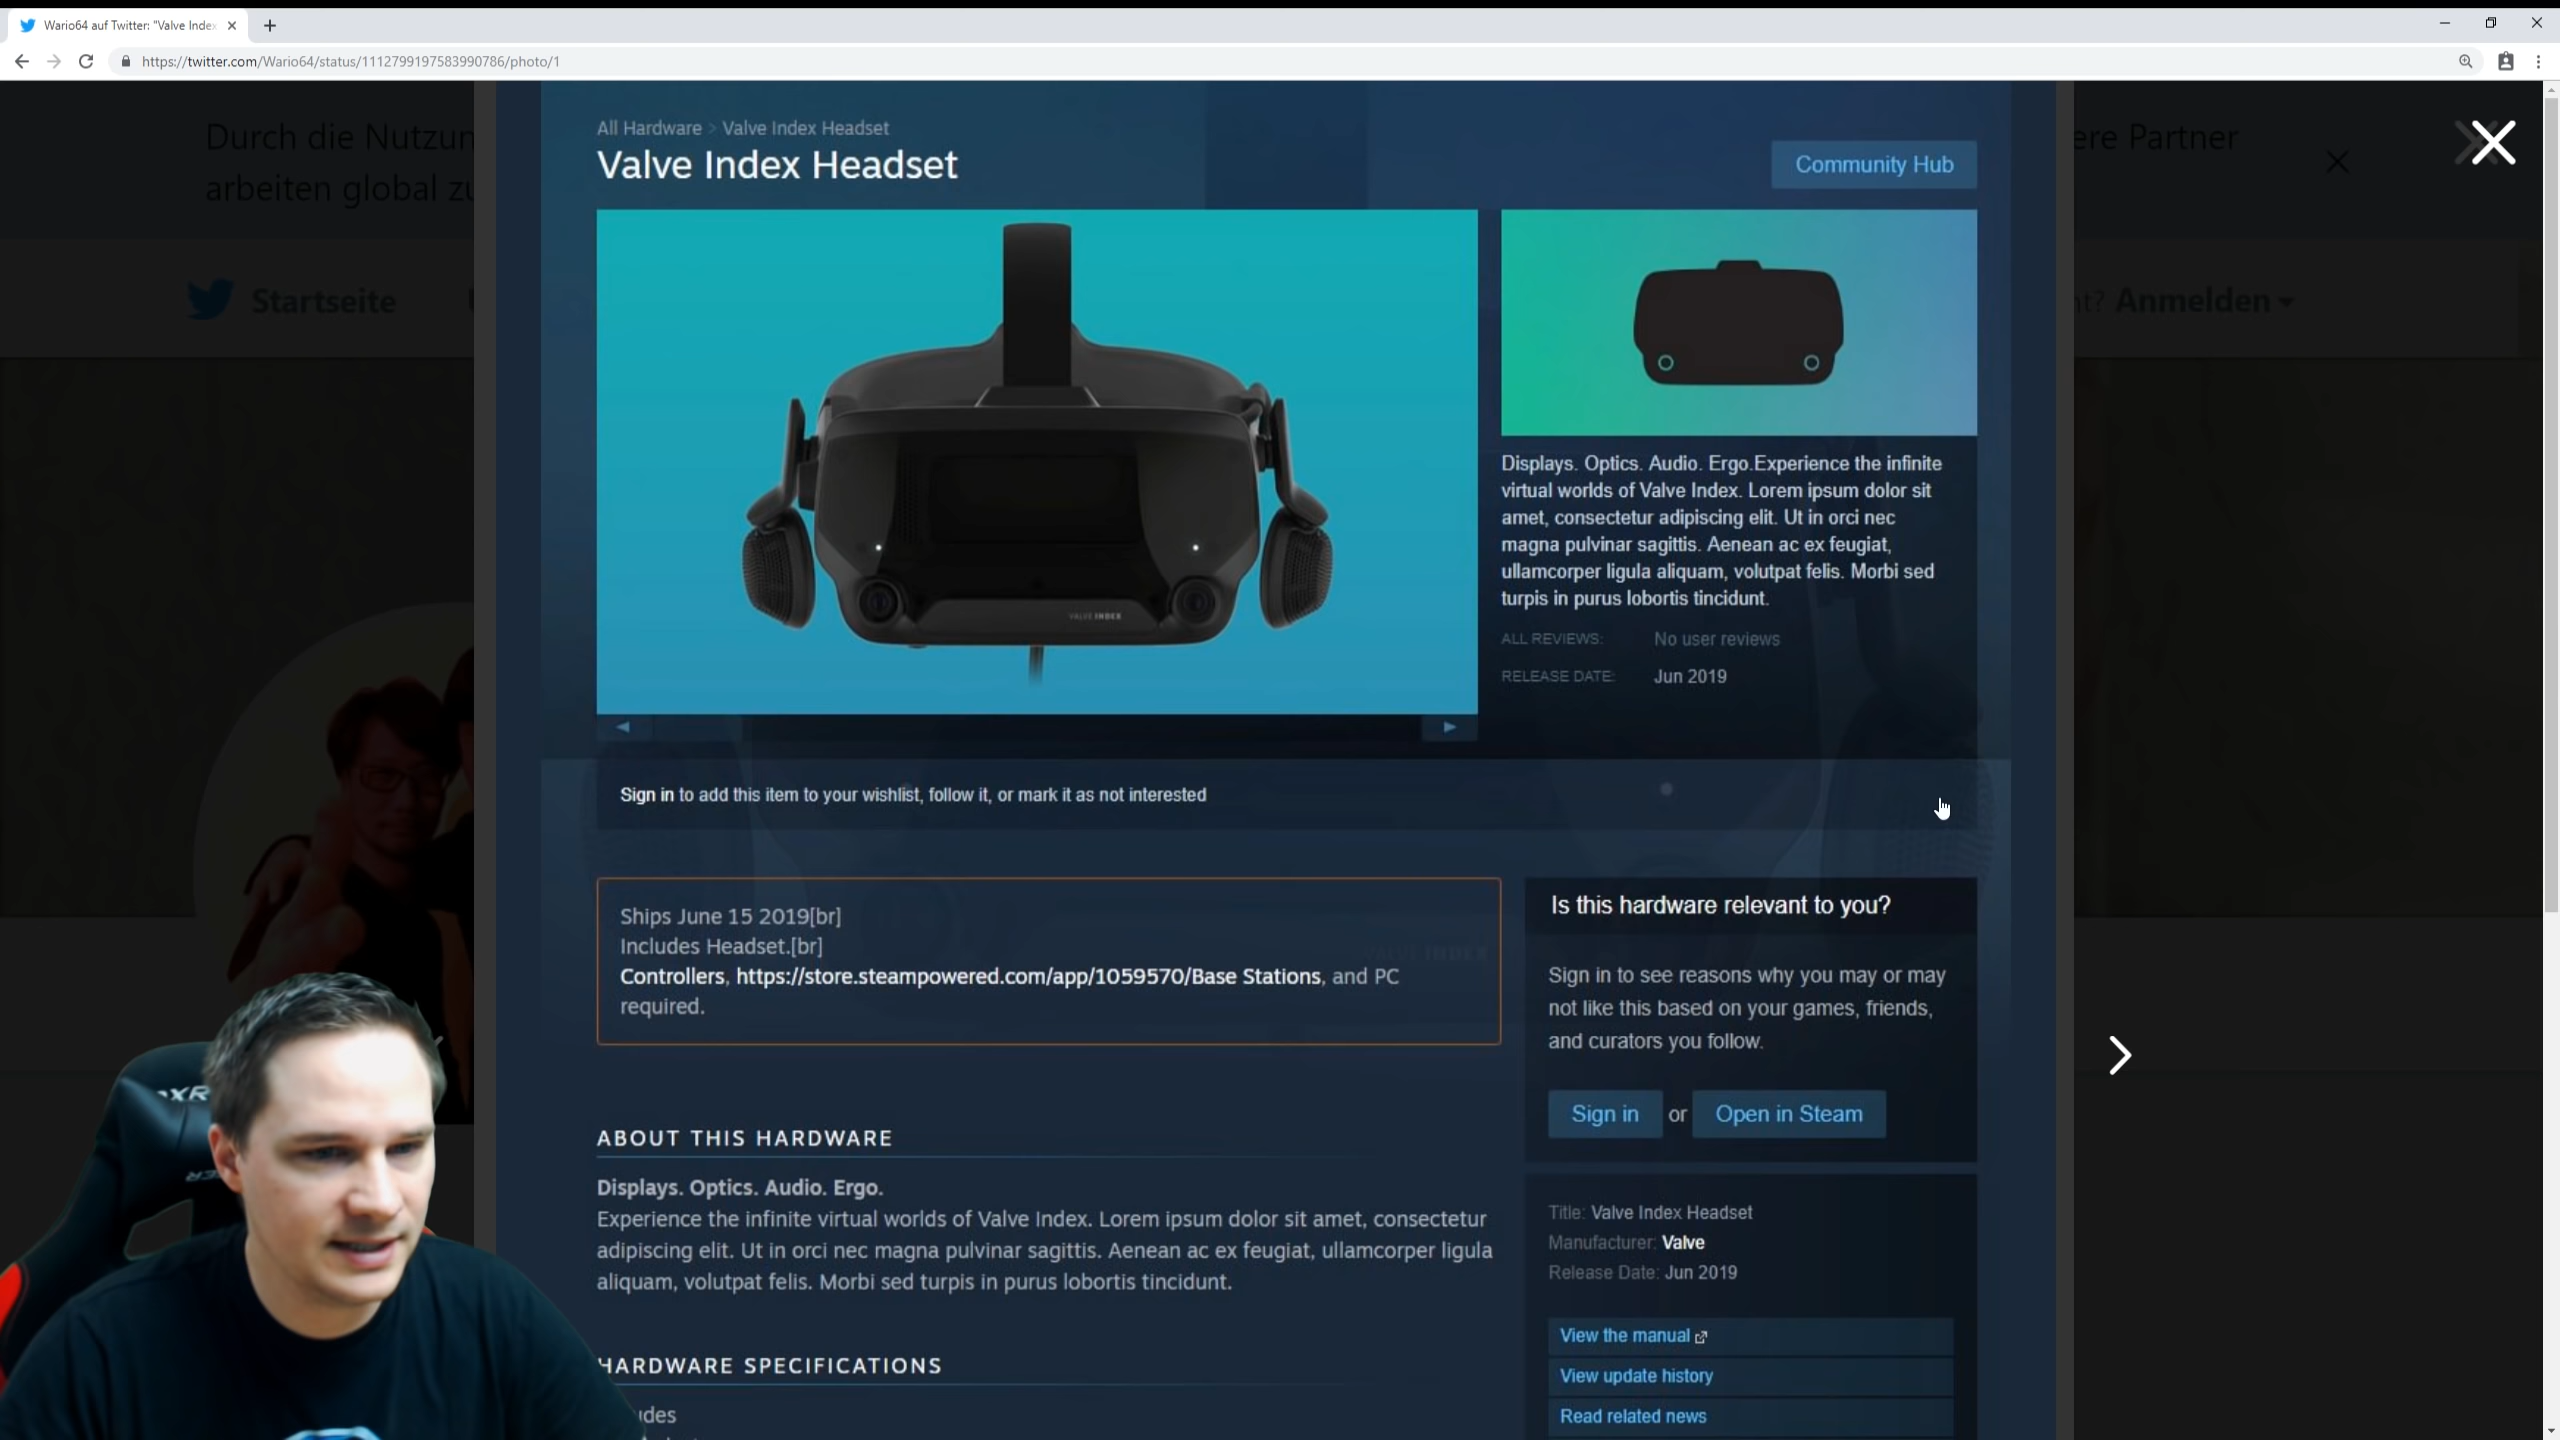 Wario64 auf Twitter: "Valve Index
https://twitter.com/Wario64/status/1112799197583990786/photo/1
Durch die Nutzun
ere Partner
arbeiten global zu
Startseite
nt? Anmelden
All Hardware > Valve Index Headset
Valve Index Headset
Community Hub
VALVE INDEX
Displays. Optics. Audio. Ergo.Experience the infinite
virtual worlds of Valve Index. Lorem ipsum dolor sit
amet, consectetur adipiscing elit. Ut in orci nec
magna pulvinar sagittis. Aenean ac ex feugiat,
ullamcorper ligula aliquam, volutpat felis. Morbi sed
turpis in purus lobortis tincidunt.
ALL REVIEWS: No user reviews
RELEASE DATE: Jun 2019
Sign in to add this item to your wishlist, follow it, or mark it as not interested
Ships June 15 2019[br]
Includes Headset.[br]
Controllers, https://store.steampowered.com/app/1059570/Base Stations, and PC
required.
VALVE INDEX
Is this hardware relevant to you?
Sign in to see reasons why you may or may
not like this based on your games, friends,
and curators you follow.
Sign in or Open in Steam
ABOUT THIS HARDWARE
Displays. Optics. Audio. Ergo.
Experience the infinite virtual worlds of Valve Index. Lorem ipsum dolor sit amet, consectetur
adipiscing elit. Ut in orci nec magna pulvinar sagittis. Aenean ac ex feugiat, ullamcorper ligula
aliquam, volutpat felis. Morbi sed turpis in purus lobortis tincidunt.
Title: Valve Index Headset
Manufacturer: Valve
Release Date: Jun 2019
View the manual
View update history
Read related news
HARDWARE SPECIFICATIONS
udes